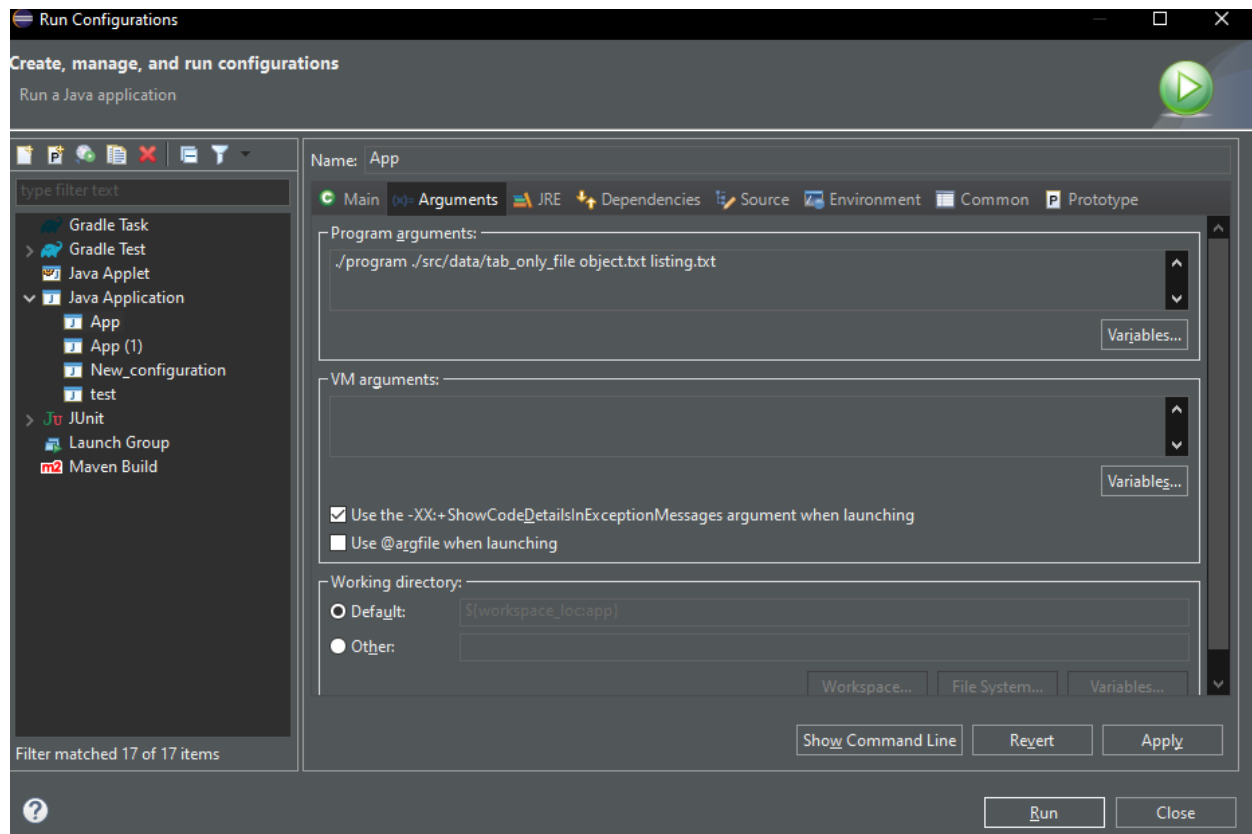 Run Configurations
Create, manage, and run configurations
Run a Java application
type filter text
Gradle Task
Gradle Test
Java Applet
Java Application
App
App (1)
New_configuration
test
JUnit
Launch Group
m2 Maven Build
Filter matched 17 of 17 items
Name: App
Main (x)= Arguments JRE Dependencies Source Environment Common P Prototype
Program arguments:
./program ./src/data/tab_only_file object.txt listing.txt
Variables...
VM arguments:
Variables...
Use the -XX:+ShowCodeDetailsInExceptionMessages argument when launching
Use @argfile when launching
Working directory:
Default: ${workspace_loc:app}
Other:
Workspace... File System... Variables...
Show Command Line Revert Apply
Run Close